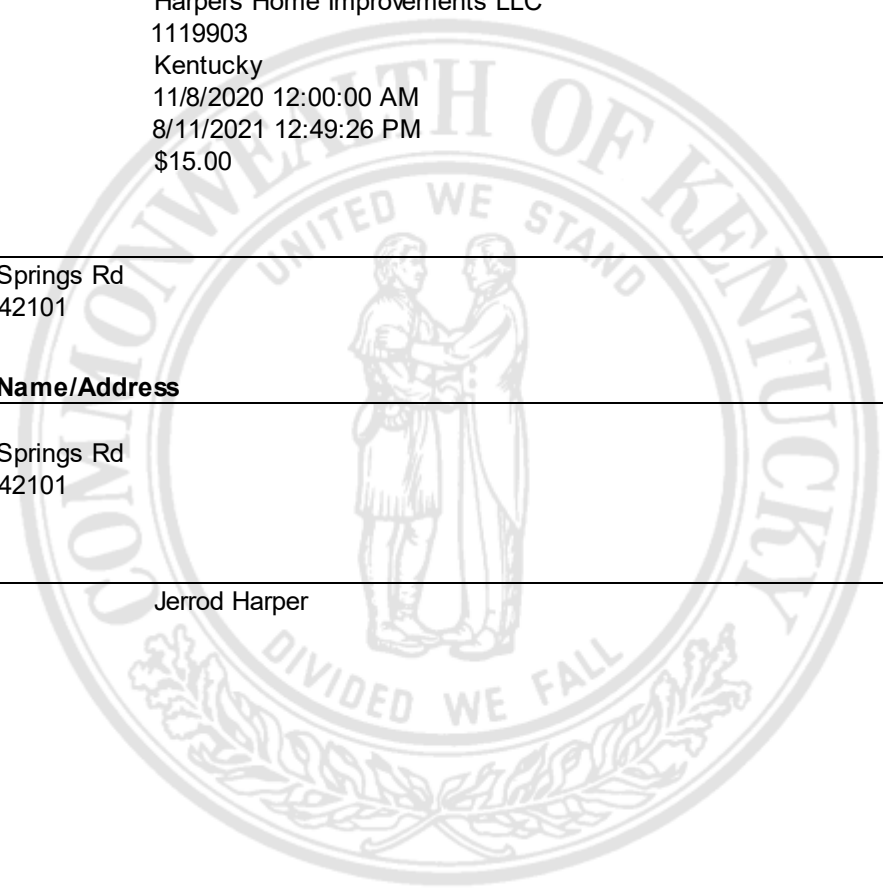 Harpers Home Improvements LLC
1119903
Kentucky
11/8/2020 12:00:00 AM
8/11/2021 12:49:26 PM
$15.00
COMMONWEALTH OF KENTUCKY
UNITED WE STAND
Springs Rd
42101
Name/Address
Springs Rd
42101
Jerrod Harper
DIVIDED WE FALL